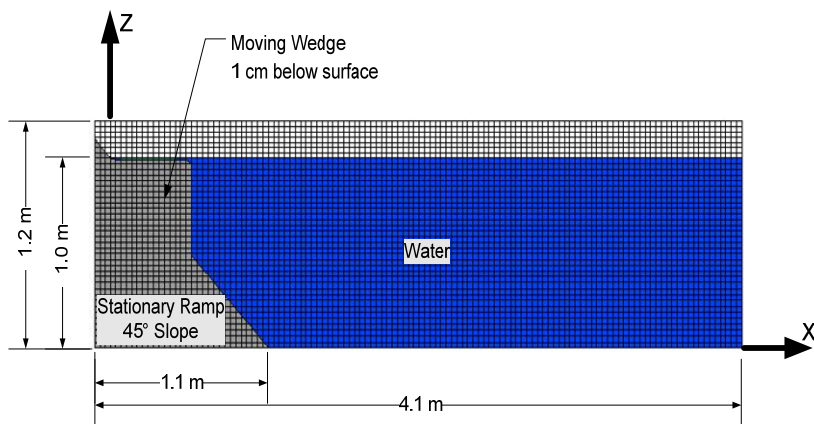 Z
Moving Wedge
1 cm below surface
1.2 m
1.0 m
Water
Stationary Ramp
45° Slope
X
1.1 m
4.1 m